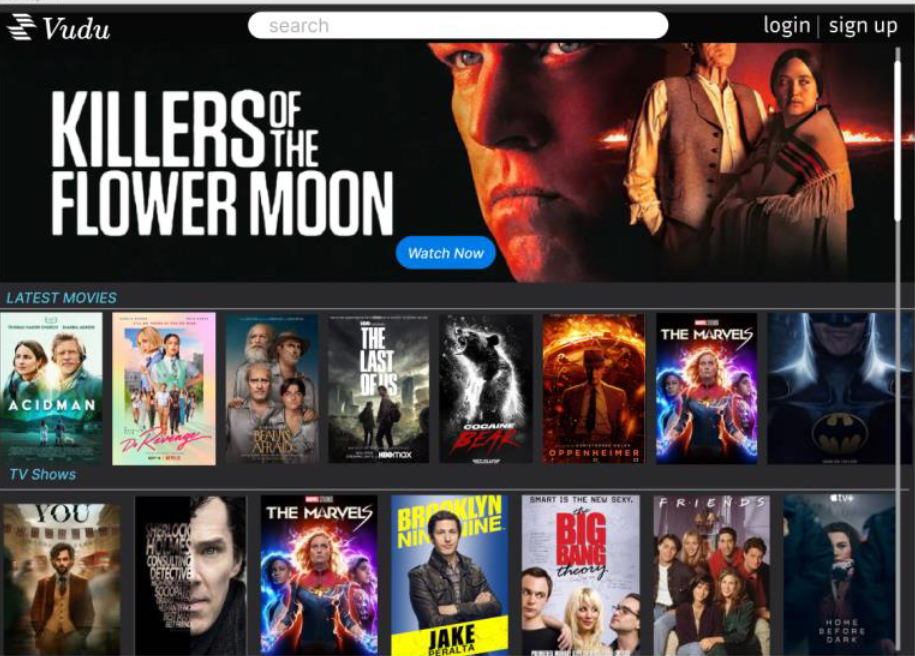 Vudu
search
login | sign up
KILLERS OF
THE
FLOWER MOON
Watch Now
LATEST MOVIES
ACIDMAN
Do Revenge
NETFLIX
BEAU IS
AFRAID
THE
LAST
OF US
HBOmax
COCAINE
BEAR
OPPENHEIMER
THE MARVELS
TV Shows
YOU
SHERLOCK
HOLMES
CONSULTING
DETECTIVE
THE MARVELS
BROOKLYN
NINE-NINE
JAKE
PERALTA
SMART IS THE NEW SEXY.
the
BIG
BANG
theory
FRIENDS
tv+
HOME
BEFORE
DARK